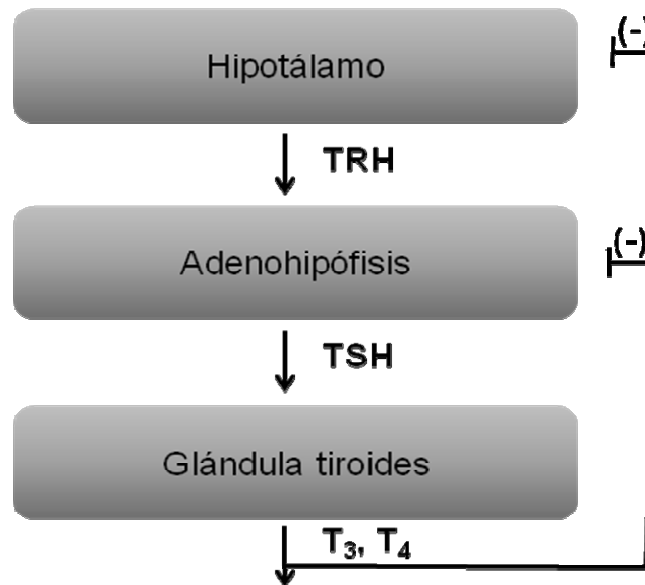 Hipotálamo
(-)
TRH
Adenohipófisis
(-)
TSH
Glándula tiroides
T3, T4